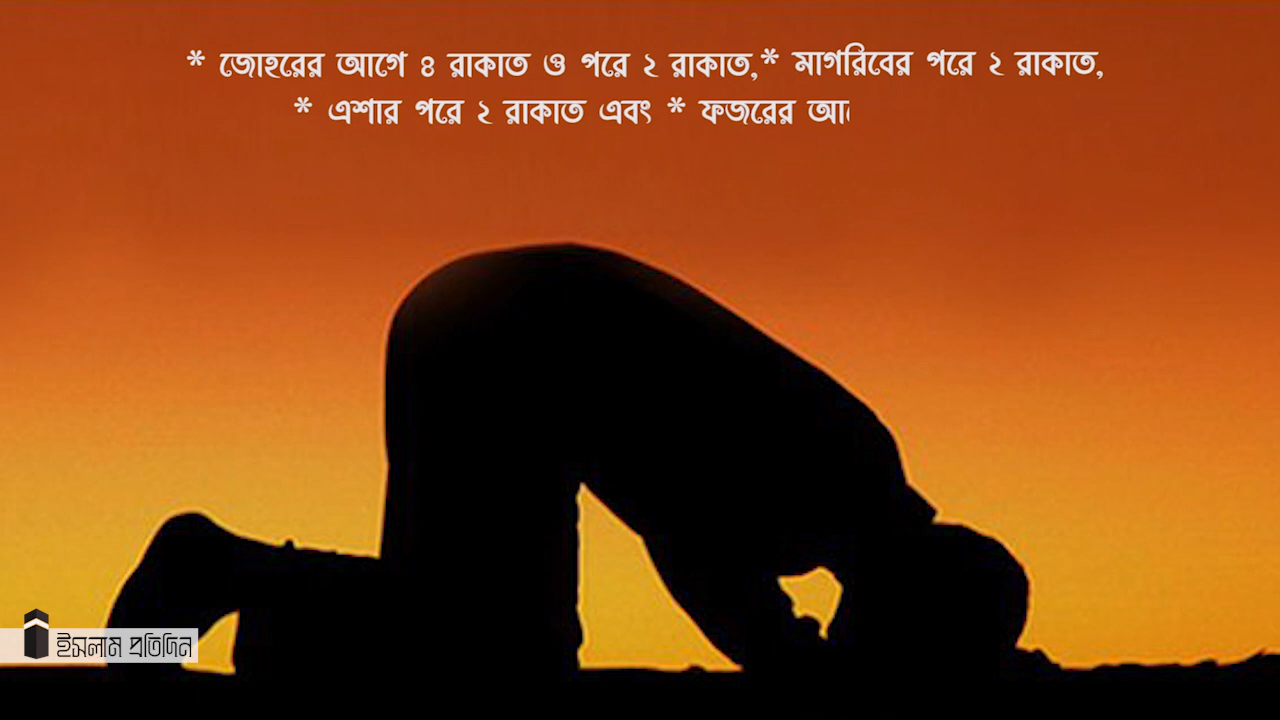 * জোহরের আগে ৪ রাকাত ও পরে ২ রাকাত,* মাগরিবের পরে ২ রাকাত,
* এশার পরে ২ রাকাত এবং * ফজরের
ইসলাম প্রতিদিন